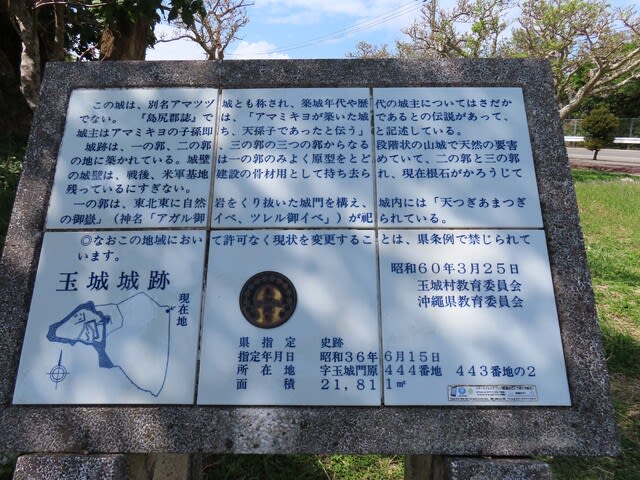 この城は、別名アマツヅ城とも称され、築城年代や歴代の城主についてはさだか
でない。『島尻郡誌』では、「アマミキヨが築いた城であるとの伝説があって、
城主はアマミキヨの子孫即ち、天孫子であったと伝う」と記述している。
城跡は、一の郭、二の郭、三の郭の三つの郭からなる段階状の山城で天然の要害
の地に築かれている。城壁は一の郭のみよく原型をとどめていて、二の郭と三の郭
の城壁は、戦後、米軍基地建設の骨材用として持ち去られ、現在根石がかろうじて
残っているにすぎない。
一の郭は、東北東に自然岩をくり抜いた城門を構え、城内には「天つぎあまつぎ
の御嶽」（神名「アガル御イベ、ツレル御イベ」）が祀られている。
◎なおこの地域において許可なく現状を変更することは、県条例で禁じられて
います。
玉城城跡
現在地
県指定 史跡
指定年月日 昭和36年6月15日
所在地 字玉城門原444番地 443番地の2
面積 21,811㎡
昭和60年3月25日
玉城村教育委員会
沖縄県教育委員会